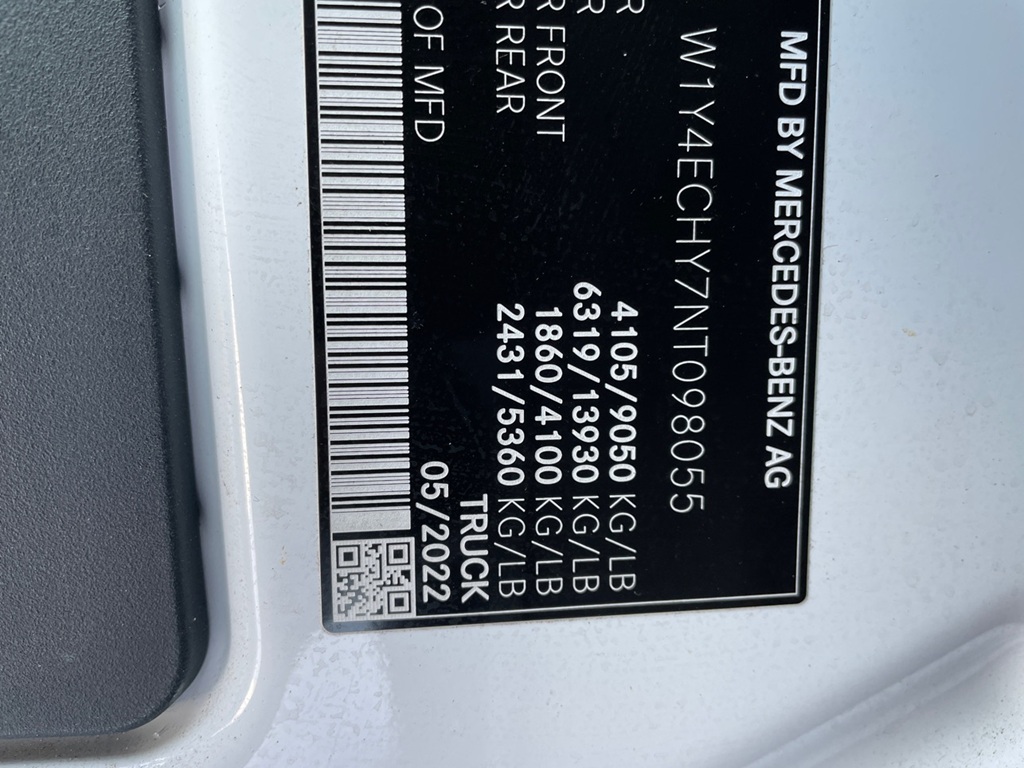 MFD BY MERCEDES-BENZ AG
W1Y4ECHY7NT098055
R 4105/9050 KG/LB
R 6319/13930 KG/LB
R FRONT 1860/4100 KG/LB
R REAR 2431/5360 KG/LB
TRUCK
OF MFD 05/2022